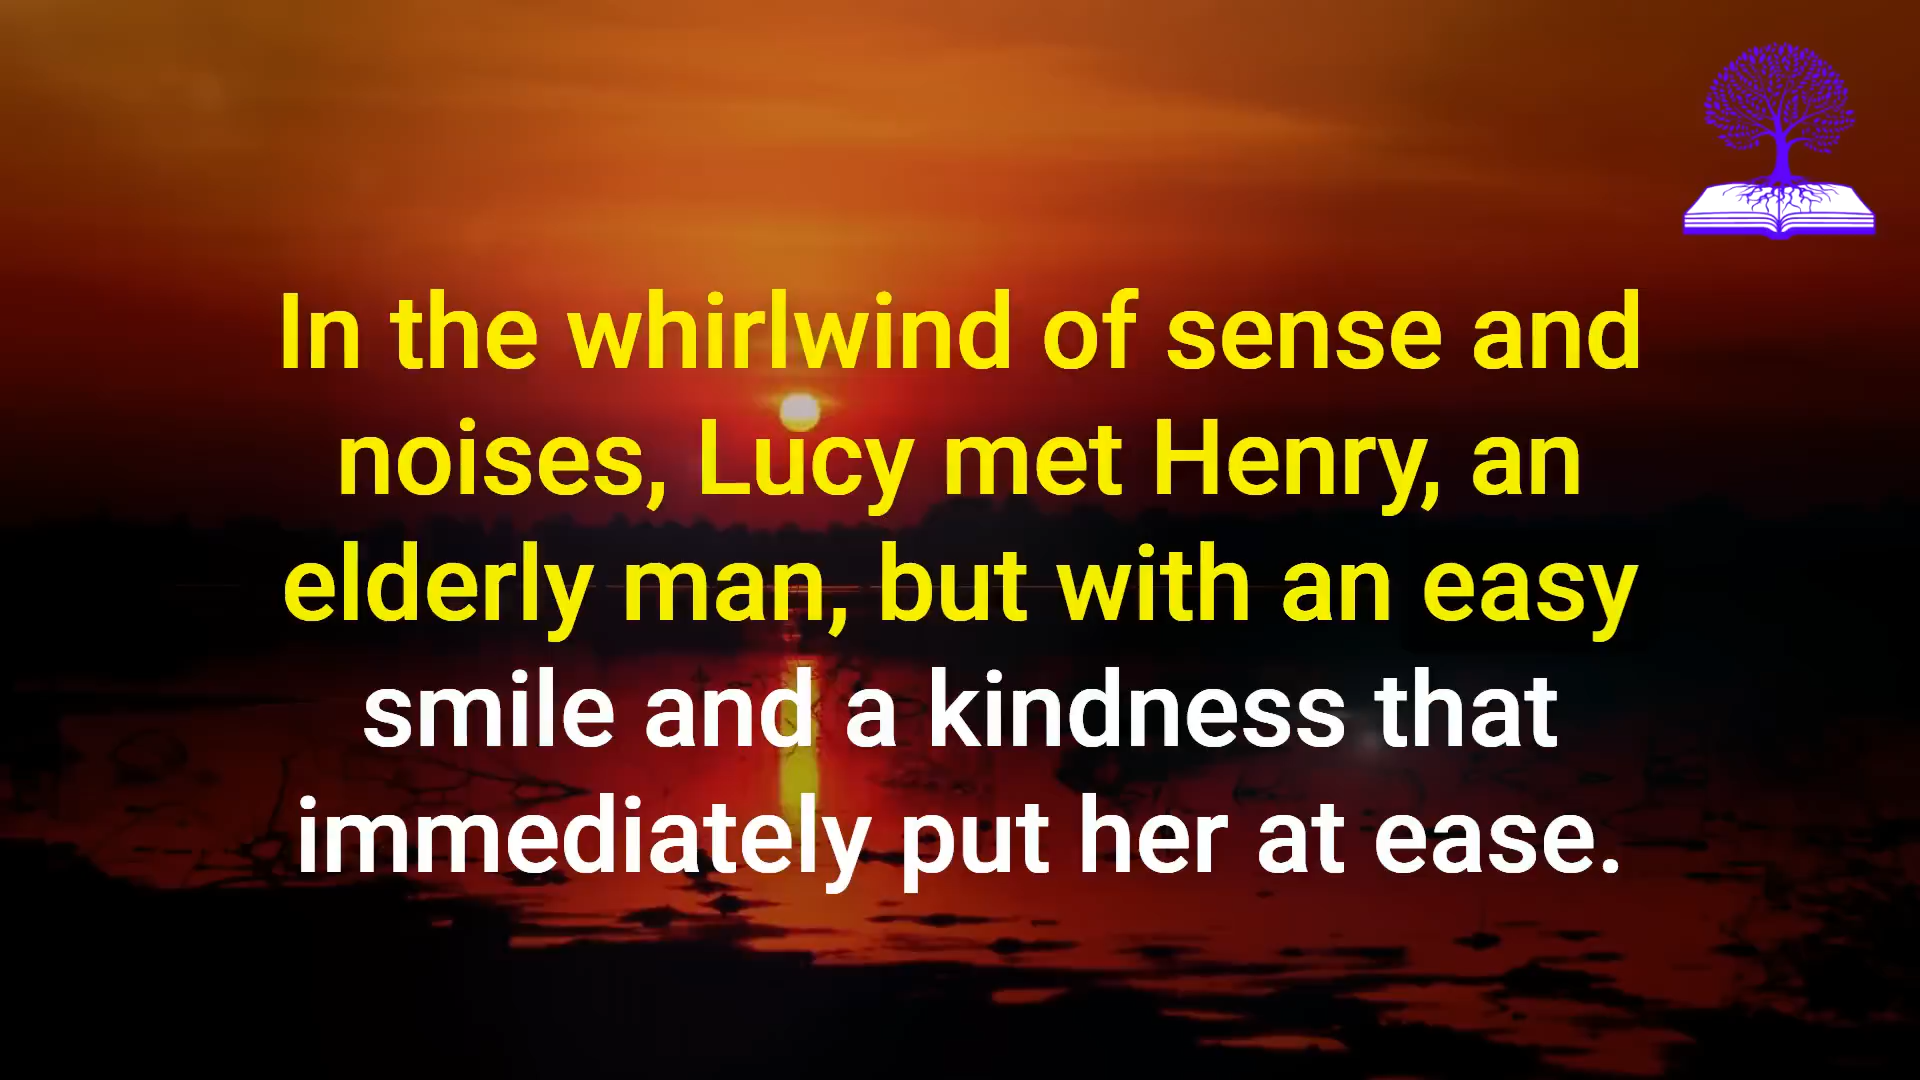 In the whirlwind of sense and
noises, Lucy met Henry, an
elderly man, but with an easy
smile and a kindness that
immediately put her at ease.